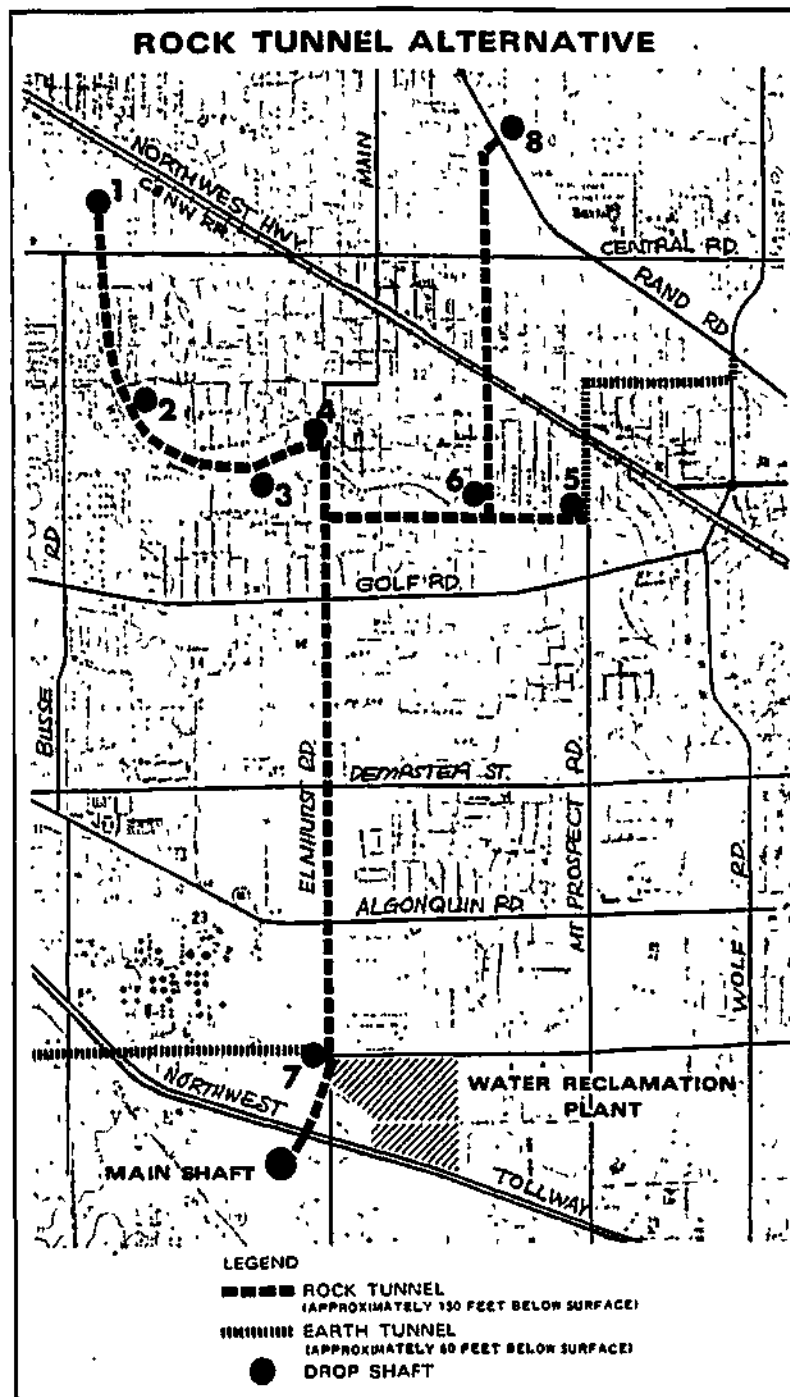 ROCK TUNNEL ALTERNATIVE
NORTHWEST HWY.
C&NW RR.
MAIN
8
1
CENTRAL RD.
RAND RD.
2
4
3
6
5
RD
GOLF RD.
BUSSE
ELMHURST RD.
DEMPSTER ST.
MT PROSPECT RD.
ALGONQUIN RD.
WOLF RD.
23
7
NORTHWEST
WATER RECLAMATION
PLANT
MAIN SHAFT
TOLLWAY
LEGEND
ROCK TUNNEL
(APPROXIMATELY 150 FEET BELOW SURFACE)
EARTH TUNNEL
(APPROXIMATELY 60 FEET BELOW SURFACE)
DROP SHAFT